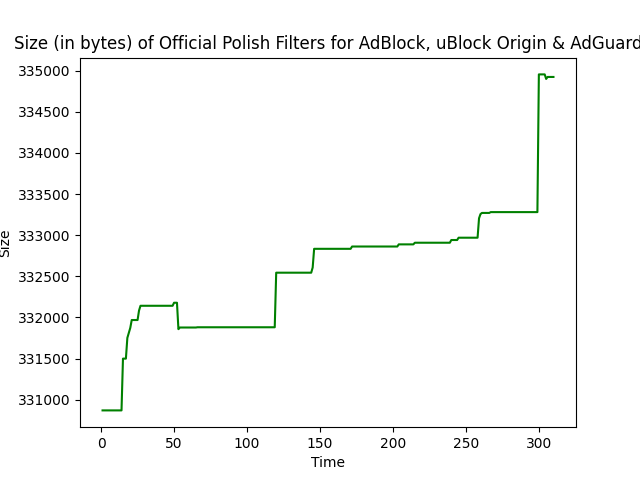 Size (in bytes) of Official Polish Filters for AdBlock, uBlock Origin & AdGuard
335000
334500
334000
333500
333000
332500
332000
331500
331000
Size
0 50 100 150 200 250 300
Time